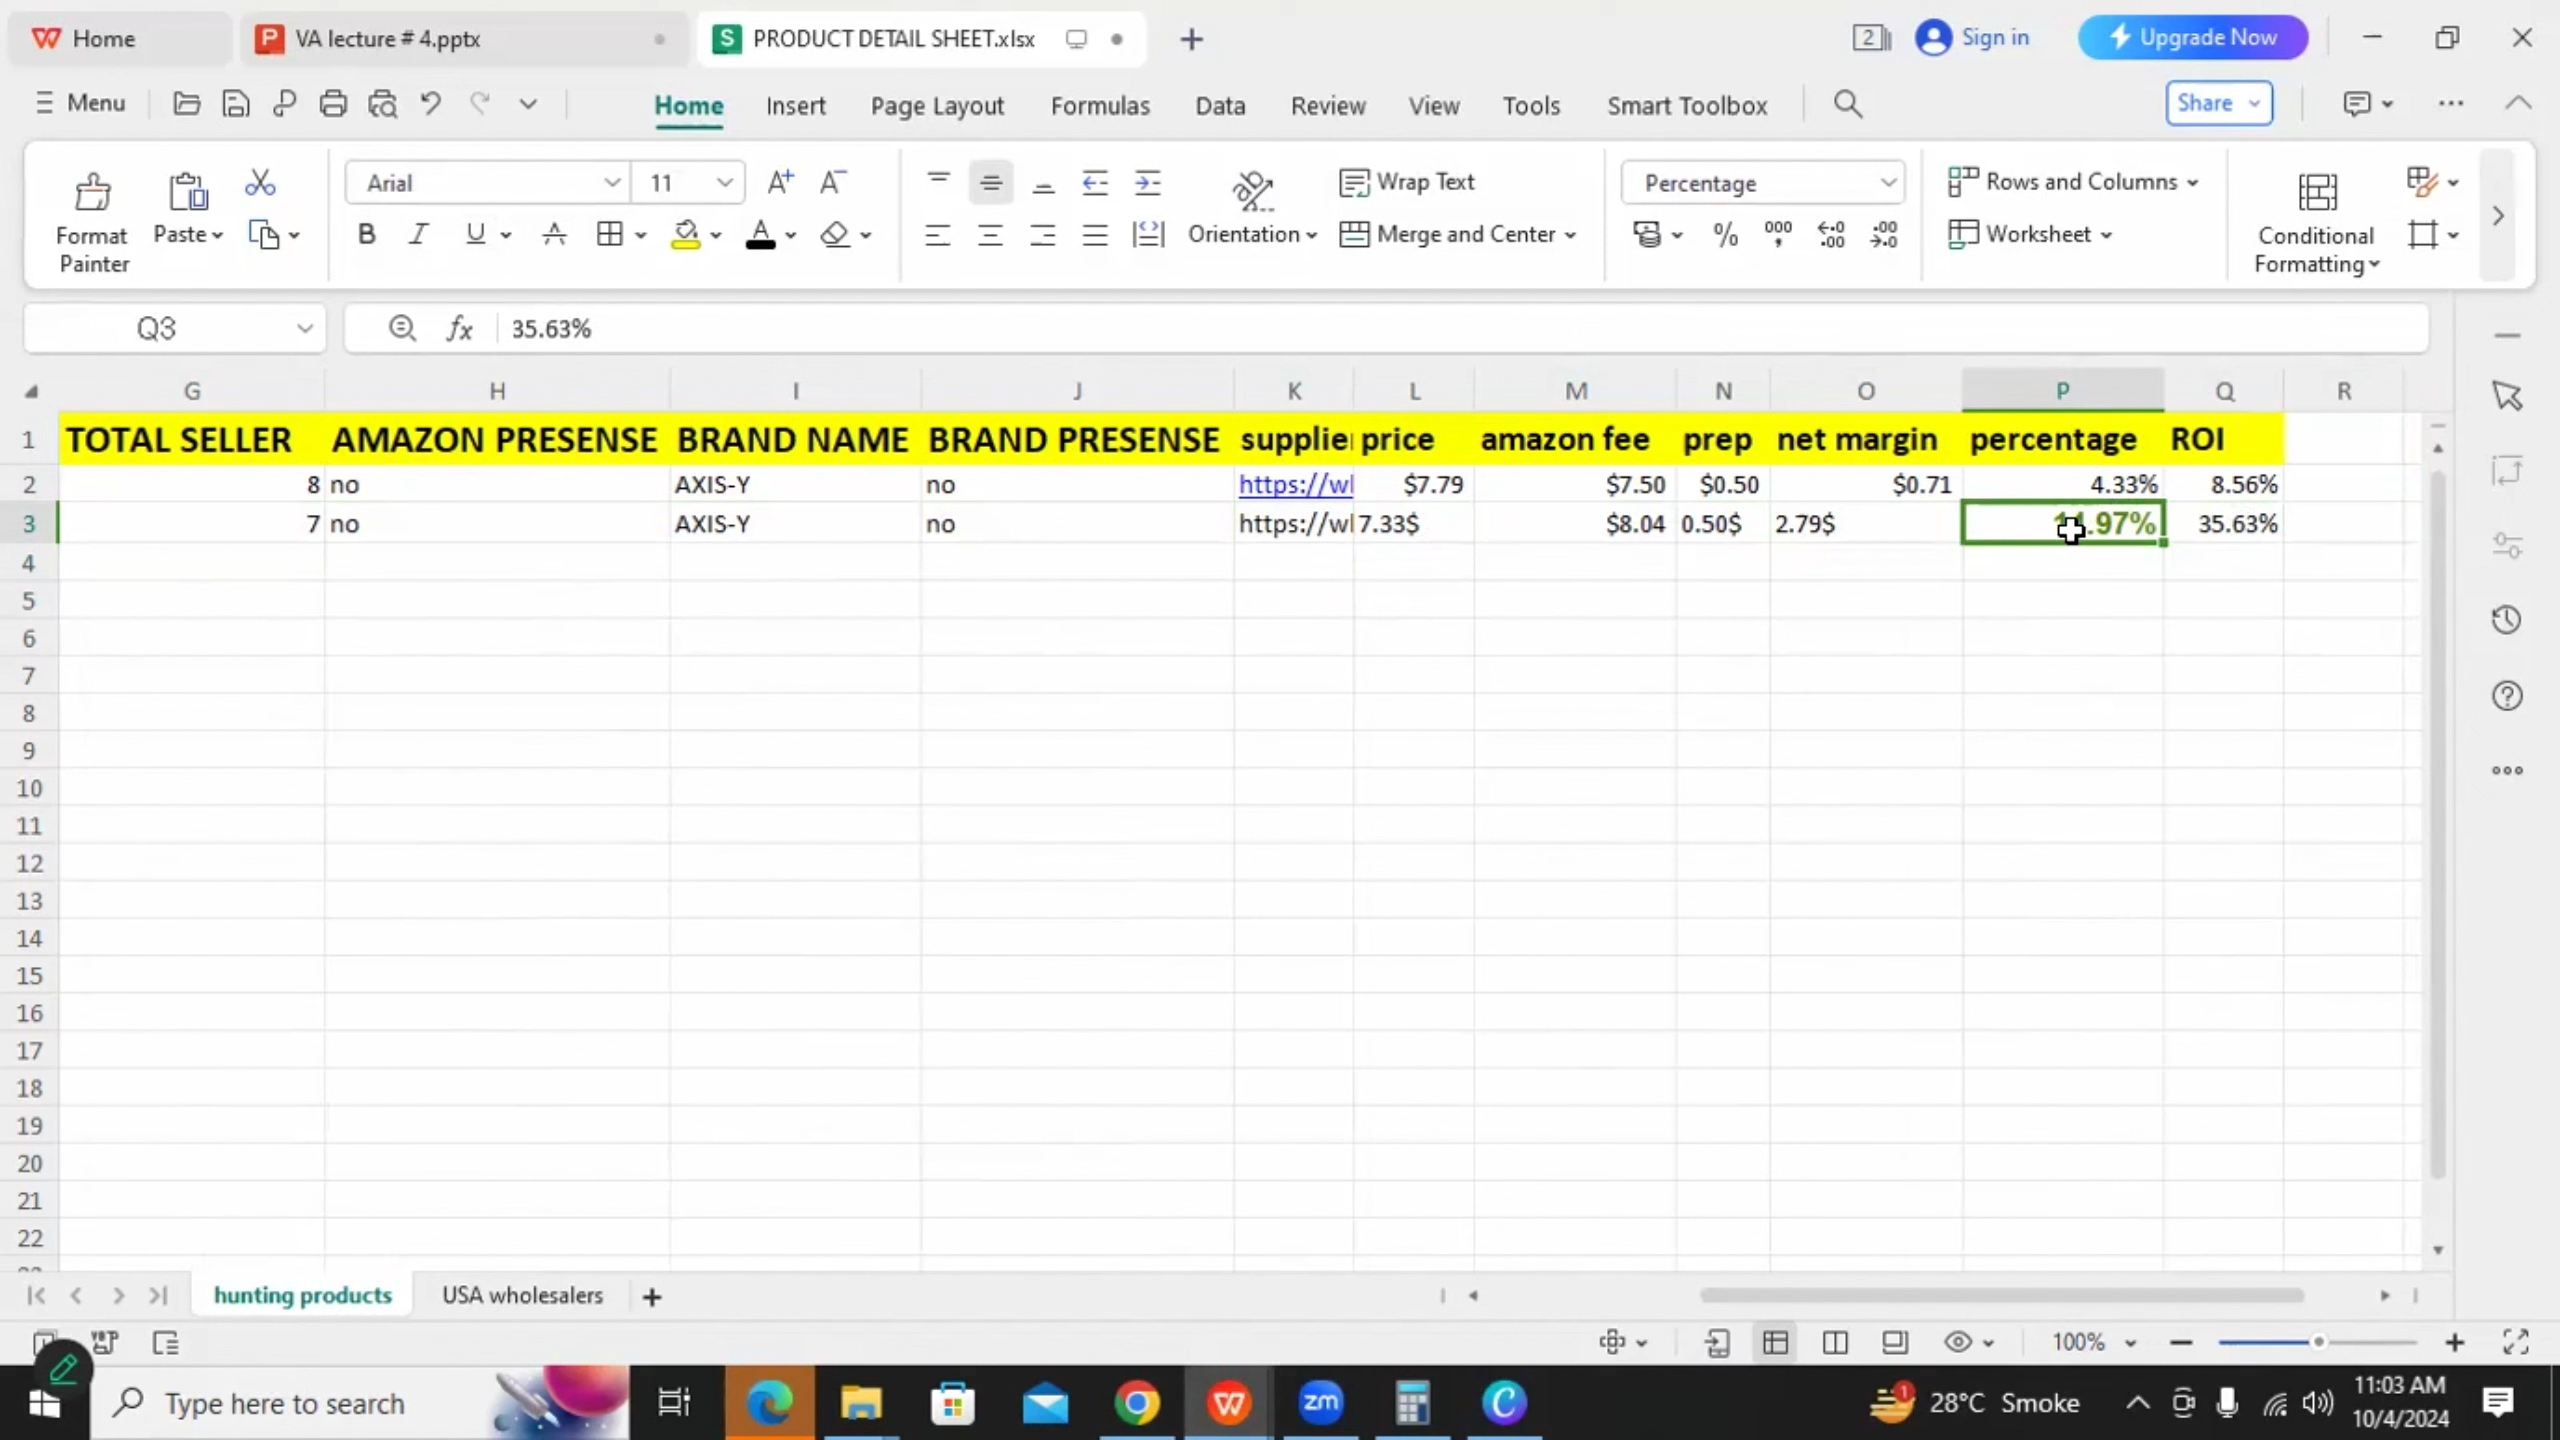 Home
VA lecture # 4.pptx
PRODUCT DETAIL SHEET.xlsx
2
Sign in
Upgrade Now
Menu
Home Insert Page Layout Formulas Data Review View Tools Smart Toolbox
Share
Format Painter
Paste
Arial 11
Orientation
Wrap Text
Merge and Center
Percentage
Rows and Columns
Worksheet
Conditional Formatting
Q3
fx 35.63%
G H I J K L M N O P Q R
1 TOTAL SELLER AMAZON PRESENSE BRAND NAME BRAND PRESENSE price amazon fee prep net margin percentage ROI
2 8 no AXIS-Y no $7.79 $7.50 $0.50 $0.71 4.33% 8.56%
3 7 no AXIS-Y no 7.33$ $8.04 0.50$ 2.79$ 35.63%
4
5
6
7
8
9
10
11
12
13
14
15
16
17
18
19
20
21
22
hunting products USA wholesalers
100%
Type here to search
zm
28°C Smoke
11:03 AM
10/4/2024